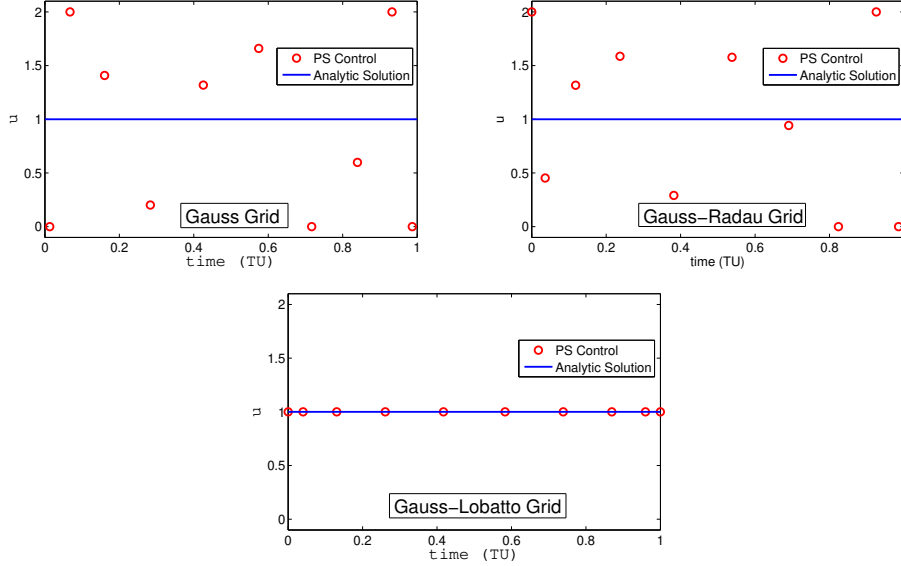 2
1.5
1
0.5
0
u
PS Control
Analytic Solution
Gauss Grid
0 0.2 0.4 0.6 0.8 1
time (TU)
2
1.5
1
0.5
0
u
PS Control
Analytic Solution
Gauss-Radau Grid
0 0.2 0.4 0.6 0.8
time (TU)
2
1.5
1
0.5
0
u
PS Control
Analytic Solution
Gauss-Lobatto Grid
0 0.2 0.4 0.6 0.8 1
time (TU)